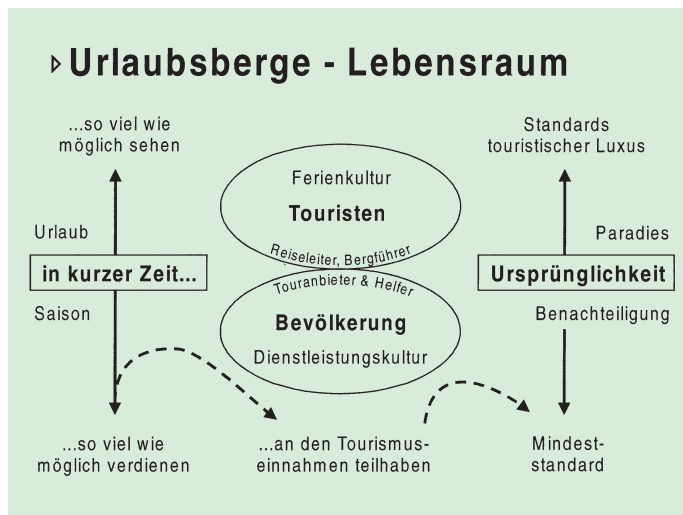 Urlaubsberge - Lebensraum
...so viel wie
möglich sehen
Standards
touristischer Luxus
Ferienkultur
Touristen
Reiseleiter, Bergführer
Urlaub
Paradies
in kurzer Zeit...
Ursprünglichkeit
Saison
Benachteiligung
Touranbieter & Helfer
Bevölkerung
Dienstleistungskultur
...so viel wie
möglich verdienen
...an den Tourismus-
einnahmen teilhaben
Mindest-
standard